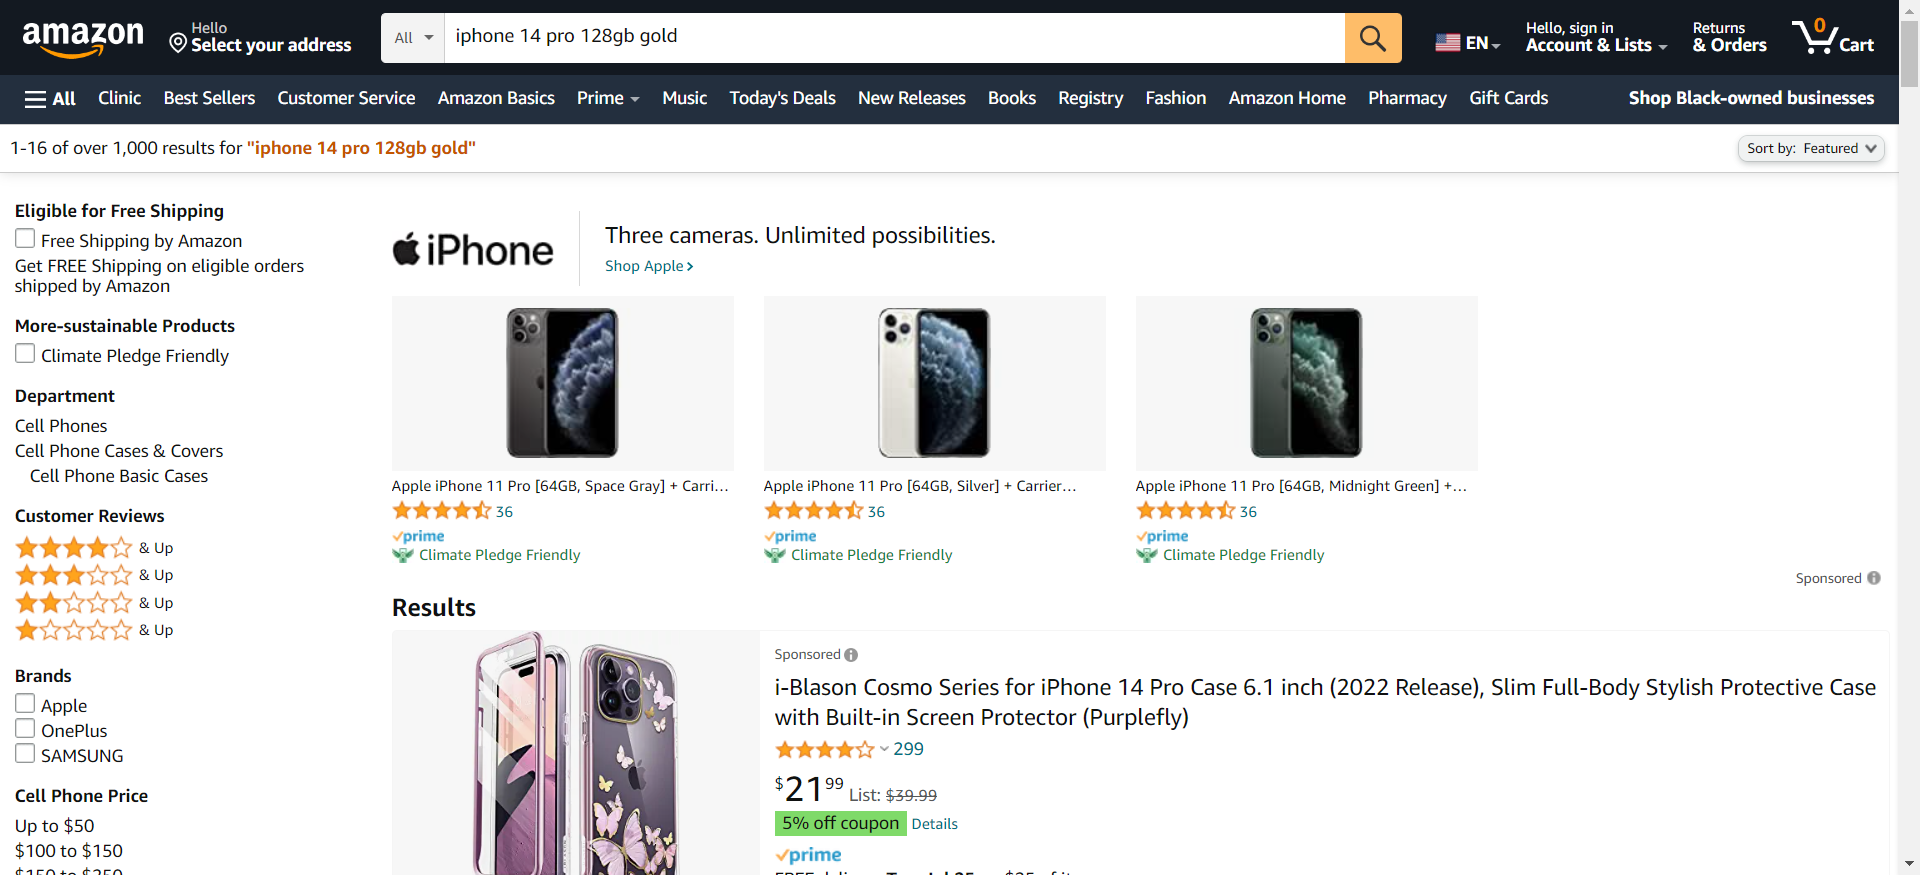 amazon
Hello
Select your address
All
iphone 14 pro 128gb gold
EN
Hello, sign in
Account & Lists
Returns
& Orders
0
Cart
All
Clinic
Best Sellers
Customer Service
Amazon Basics
Prime
Music
Today's Deals
New Releases
Books
Registry
Fashion
Amazon Home
Pharmacy
Gift Cards
Shop Black-owned businesses
1-16 of over 1,000 results for "iphone 14 pro 128gb gold"
Sort by: Featured
Eligible for Free Shipping
Free Shipping by Amazon
Get FREE Shipping on eligible orders
shipped by Amazon
More-sustainable Products
Climate Pledge Friendly
Department
Cell Phones
Cell Phone Cases & Covers
Cell Phone Basic Cases
Customer Reviews
& Up
& Up
& Up
& Up
Brands
Apple
OnePlus
SAMSUNG
Cell Phone Price
Up to $50
$100 to $150
$150 to $250
iPhone
Three cameras. Unlimited possibilities.
Shop Apple
Apple iPhone 11 Pro [64GB, Space Gray] + Carri...
36
prime
Climate Pledge Friendly
Apple iPhone 11 Pro [64GB, Silver] + Carrier...
36
prime
Climate Pledge Friendly
Apple iPhone 11 Pro [64GB, Midnight Green] +...
36
prime
Climate Pledge Friendly
Sponsored
Results
Sponsored
i-Blason Cosmo Series for iPhone 14 Pro Case 6.1 inch (2022 Release), Slim Full-Body Stylish Protective Case
with Built-in Screen Protector (Purplefly)
299
$21.99 List: $39.99
5% off coupon Details
prime